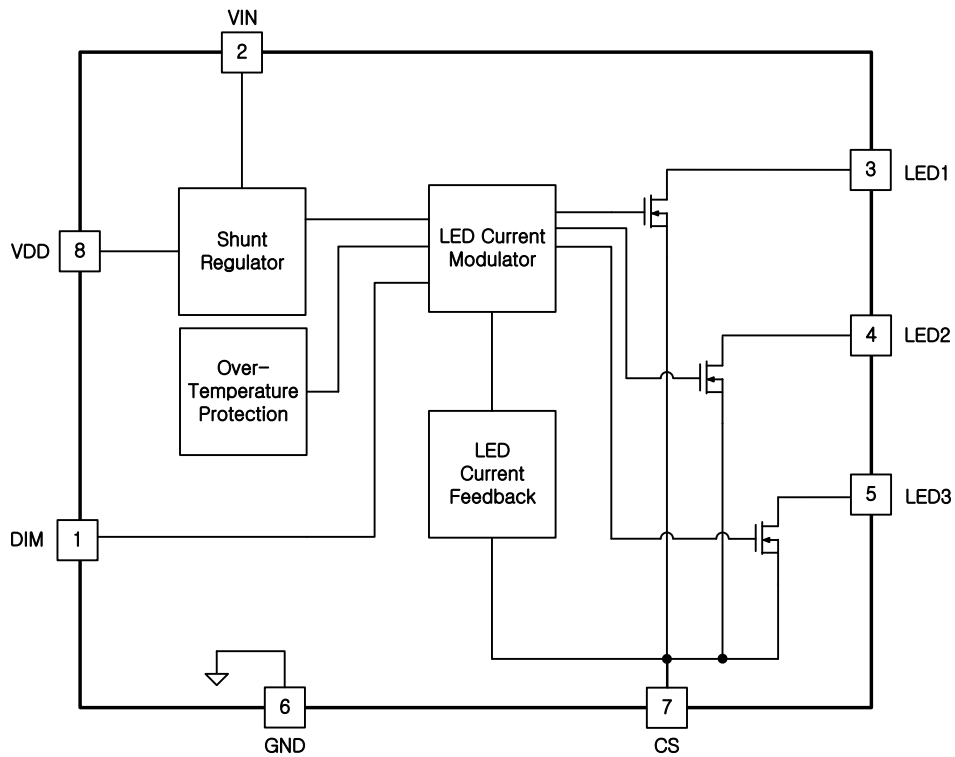 VIN
2
3
LED1
Shunt
Regulator
LED Current
Modulator
VDD
8
4
LED2
Over-
Temperature
Protection
LED
Current
Feedback
5
LED3
DIM
1
6
GND
7
CS